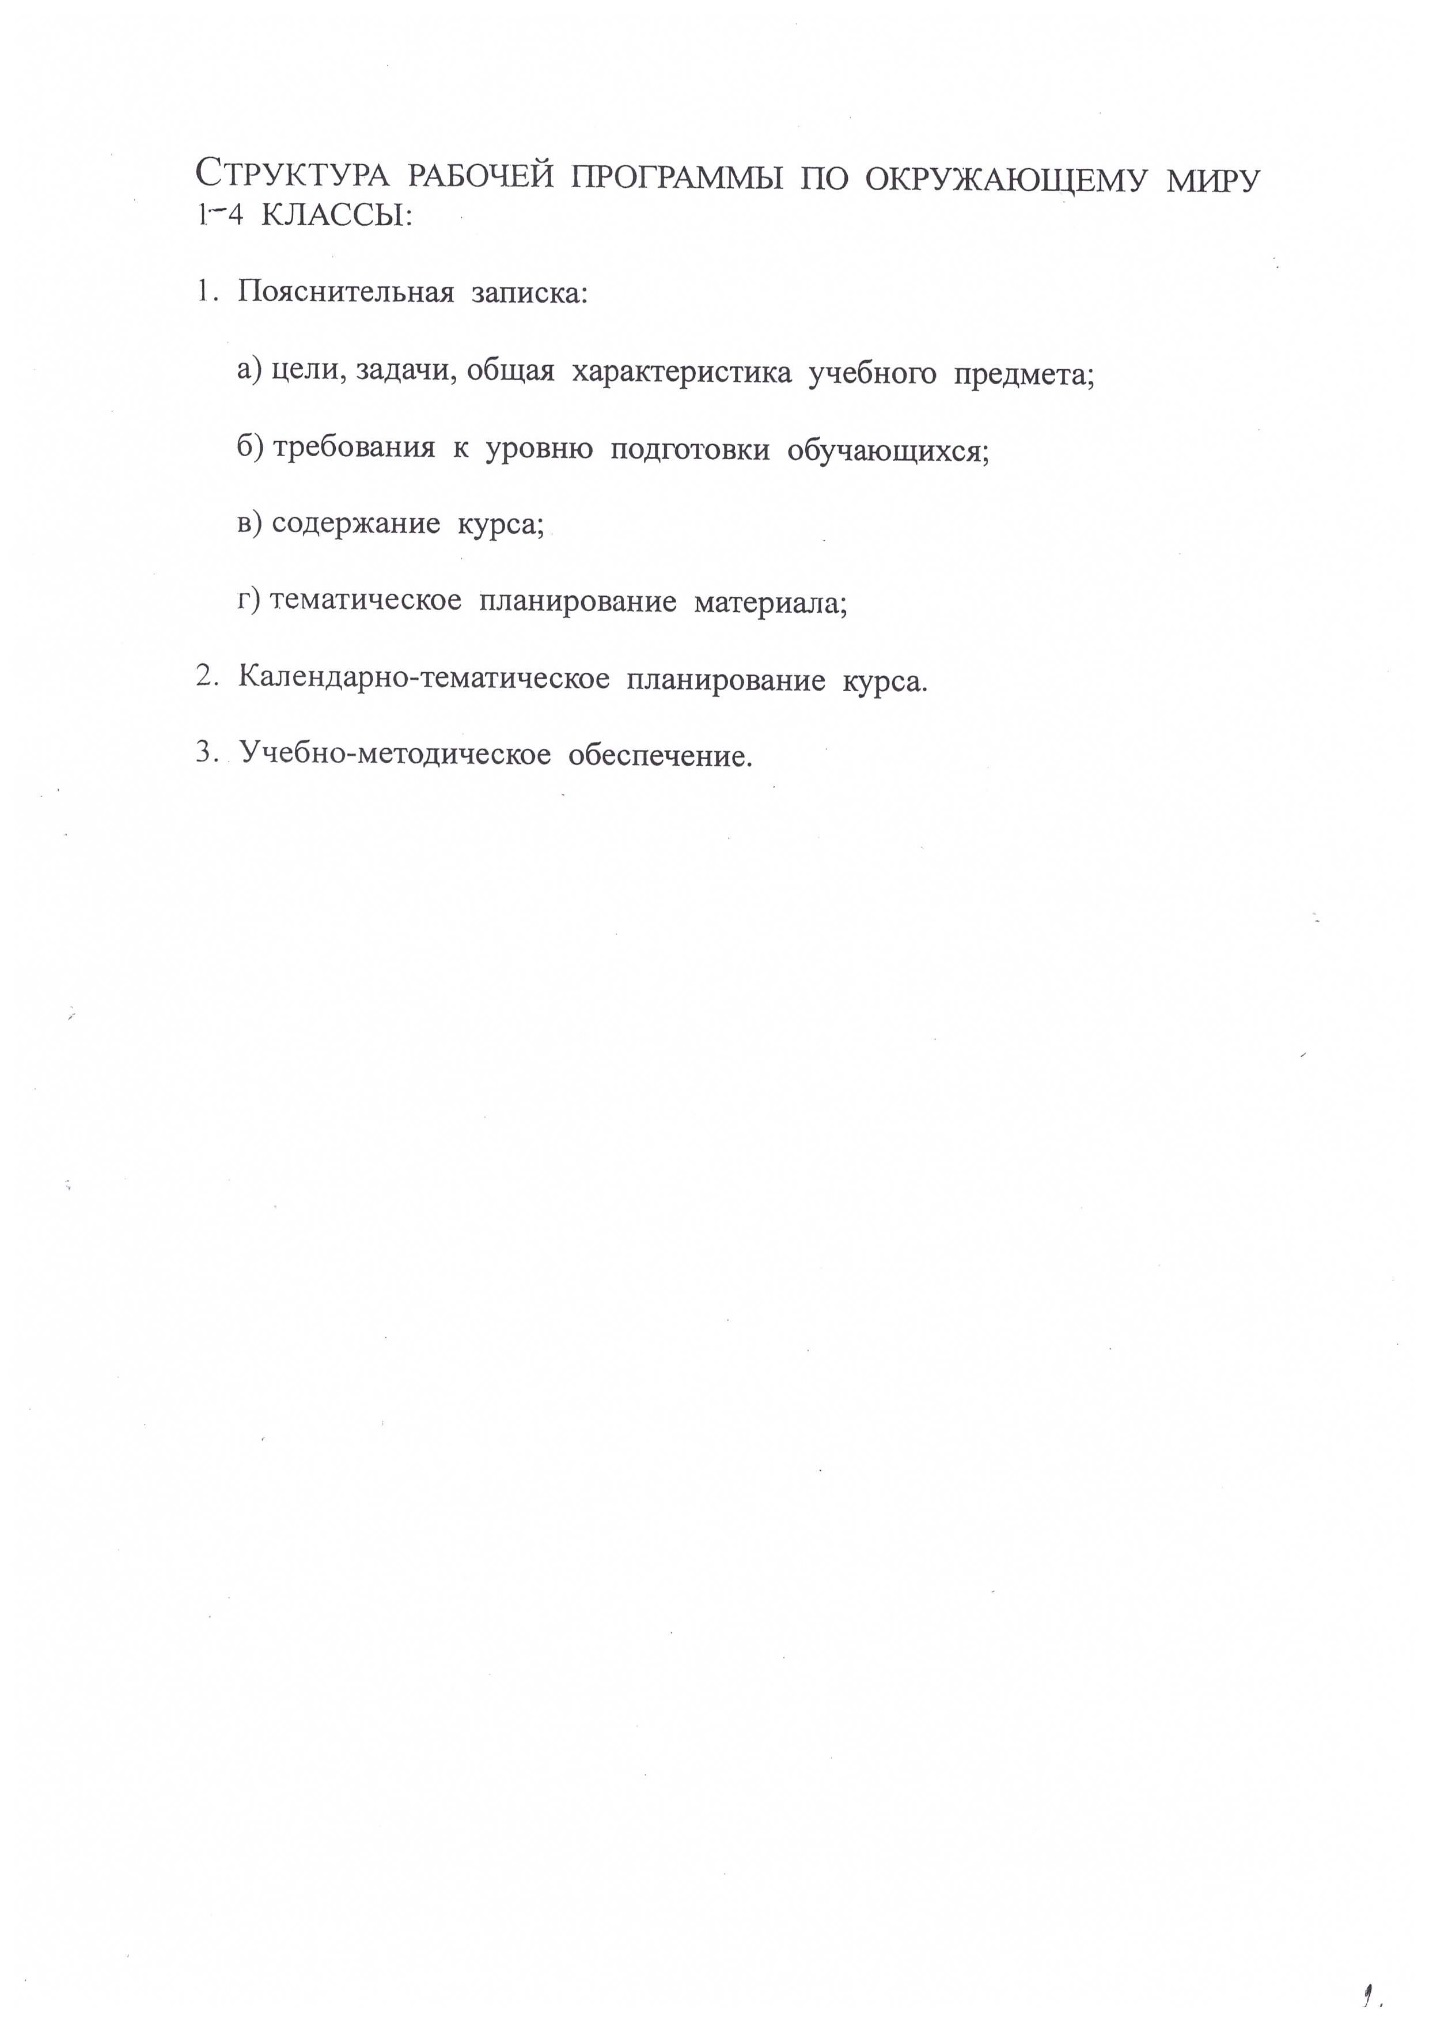 СТРУКТУРА РАБОЧЕЙ ПРОГРАММЫ ПО ОКРУЖАЮЩЕМУ МИРУ
1-4 КЛАССЫ:
1. Пояснительная записка:
а) цели, задачи, общая характеристика учебного предмета;
б) требования к уровню подготовки обучающихся;
в) содержание курса;
г) тематическое планирование материала;
2. Календарно-тематическое планирование курса.
3. Учебно-методическое обеспечение.
1.